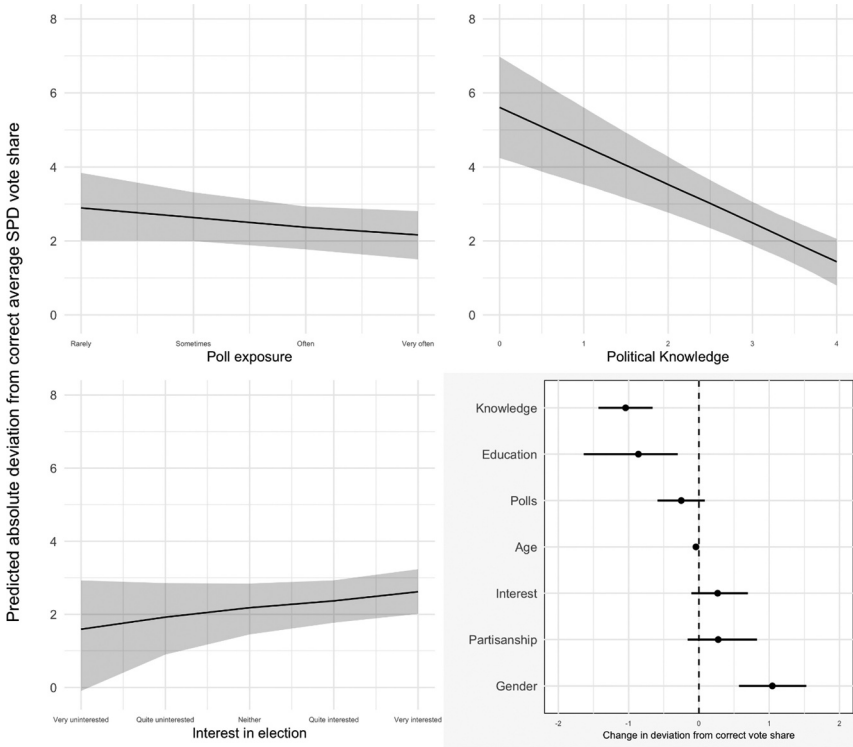 Predicted absolute deviation from correct average SPD vote share
8
6
4
2
0
Rarely Sometimes Often Very often
Poll exposure
8
6
4
2
0
0 1 2 3 4
Political Knowledge
8
6
4
2
0
Very uninterested Quite uninterested Neither Quite interested Very interested
Interest in election
Knowledge
Education
Polls
Age
Interest
Partisanship
Gender
-2 -1 0 1 2
Change in deviation from correct vote share